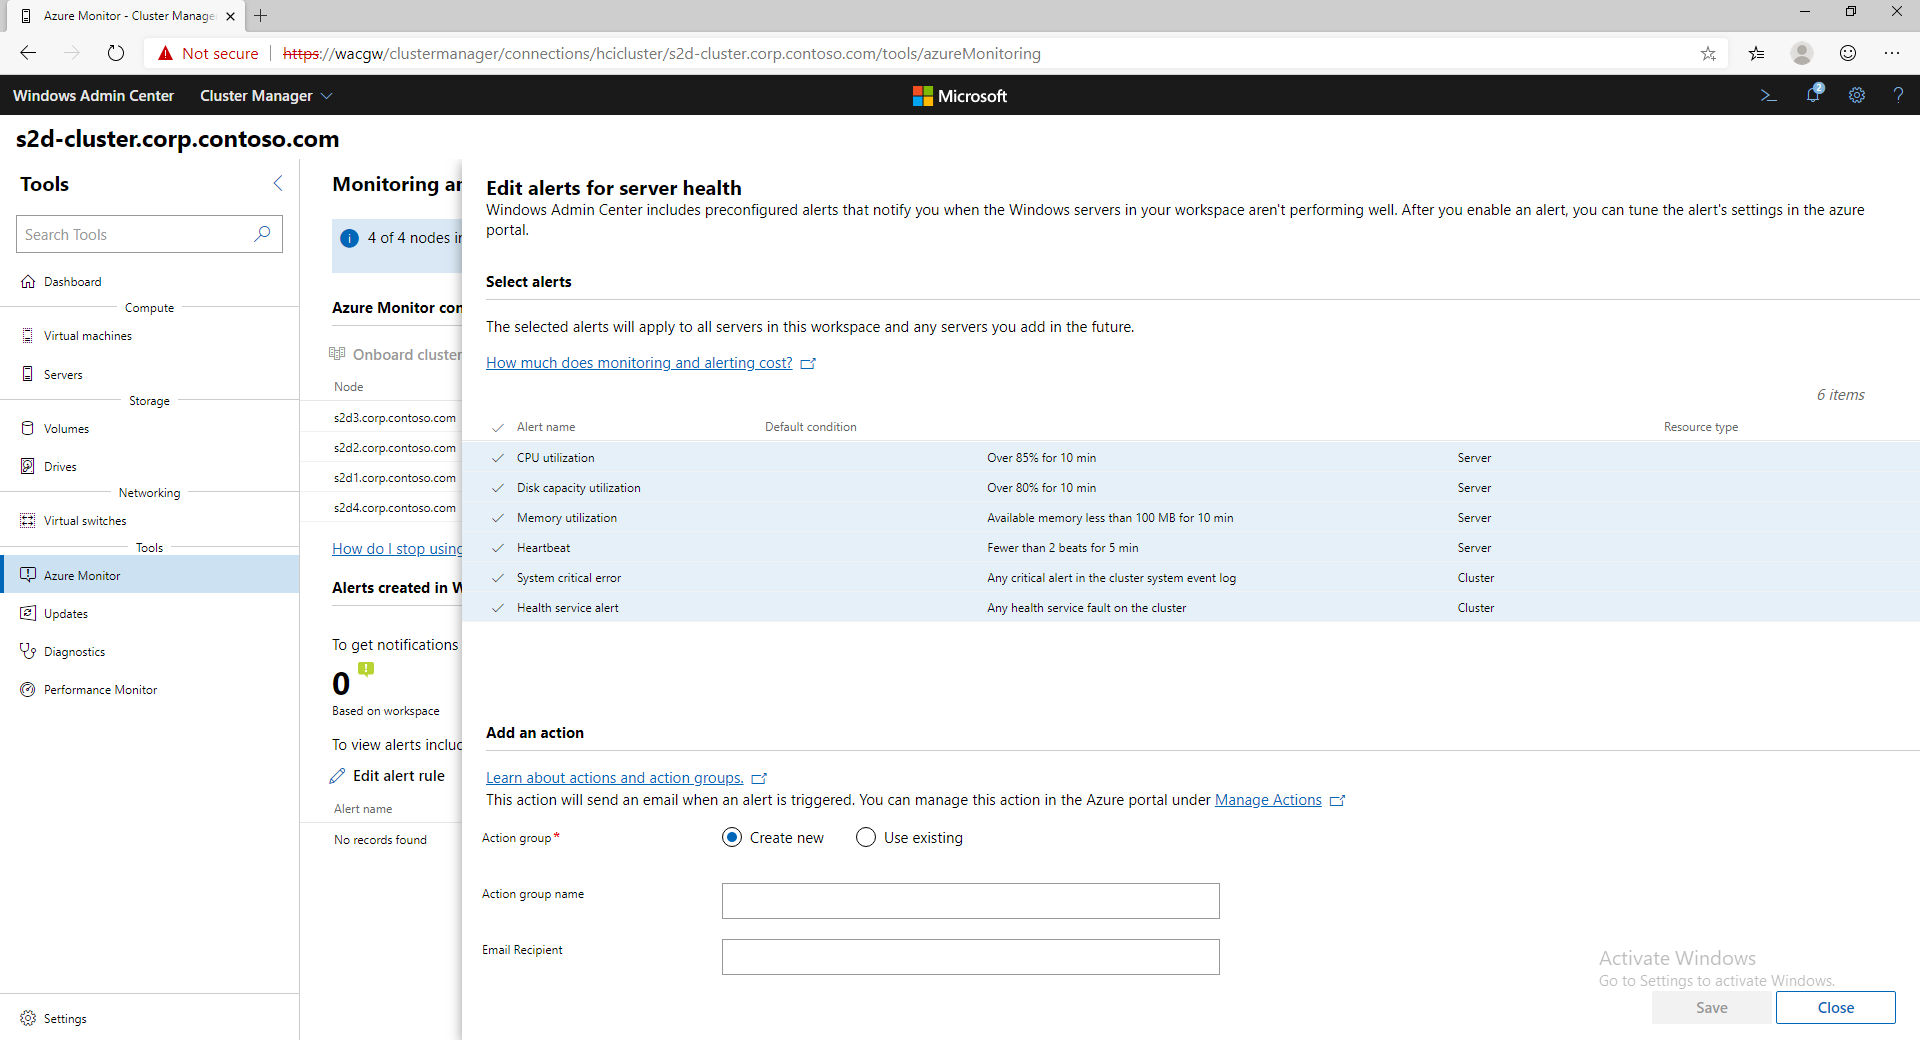 Azure Monitor - Cluster Manage
Not secure
https://wacgw/clustermanager/connections/hcicluster/s2d-cluster.corp.contoso.com/tools/azureMonitoring
Windows Admin Center
Cluster Manager
Microsoft
2
s2d-cluster.corp.contoso.com
Tools
Search Tools
Dashboard
Compute
Virtual machines
Servers
Storage
Volumes
Drives
Networking
Virtual switches
Tools
Azure Monitor
Updates
Diagnostics
Performance Monitor
Settings
Monitoring an
4 of 4 nodes in
Azure Monitor con
Onboard cluster
Node
s2d3.corp.contoso.com
s2d2.corp.contoso.com
s2d1.corp.contoso.com
s2d4.corp.contoso.com
How do I stop using
Alerts created in W
To get notifications
0
Based on workspace
To view alerts includ
Edit alert rule
Alert name
No records found
Edit alerts for server health
Windows Admin Center includes preconfigured alerts that notify you when the Windows servers in your workspace aren't performing well. After you enable an alert, you can tune the alert's settings in the azure
portal.
Select alerts
The selected alerts will apply to all servers in this workspace and any servers you add in the future.
How much does monitoring and alerting cost?
6 items
Alert name Default condition Resource type
CPU utilization Over 85% for 10 min Server
Disk capacity utilization Over 80% for 10 min Server
Memory utilization Available memory less than 100 MB for 10 min Server
Heartbeat Fewer than 2 beats for 5 min Server
System critical error Any critical alert in the cluster system event log Cluster
Health service alert Any health service fault on the cluster Cluster
Add an action
Learn about actions and action groups.
This action will send an email when an alert is triggered. You can manage this action in the Azure portal under Manage Actions
Action group* Create new Use existing
Action group name
Email Recipient
Activate Windows
Go to Settings to activate Windows.
Save Close